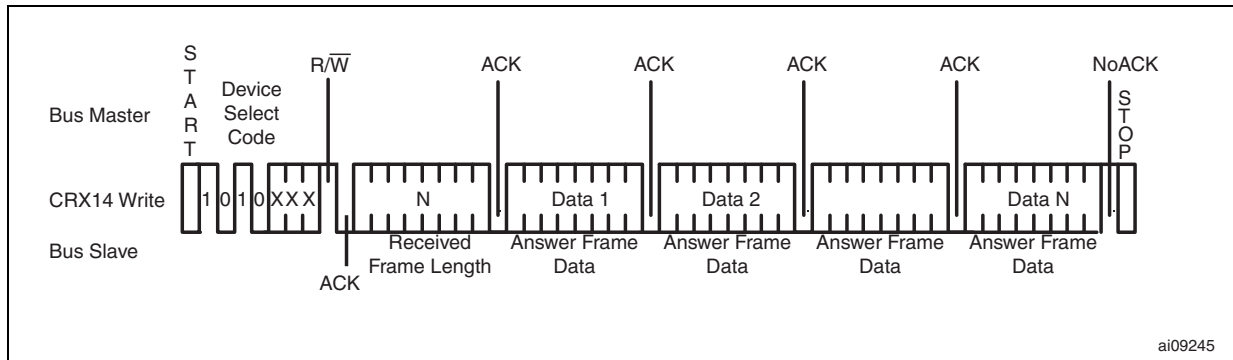 START
Device
Select
Code
R/W̅
ACK
ACK
ACK
ACK
NoACK
STOP
Bus Master
CRX14 Write
1 0 1 0 X X X
N
Data 1
Data 2
Data N
Bus Slave
ACK
Received
Frame Length
Answer Frame
Data
Answer Frame
Data
Answer Frame
Data
Answer Frame
Data
ai09245